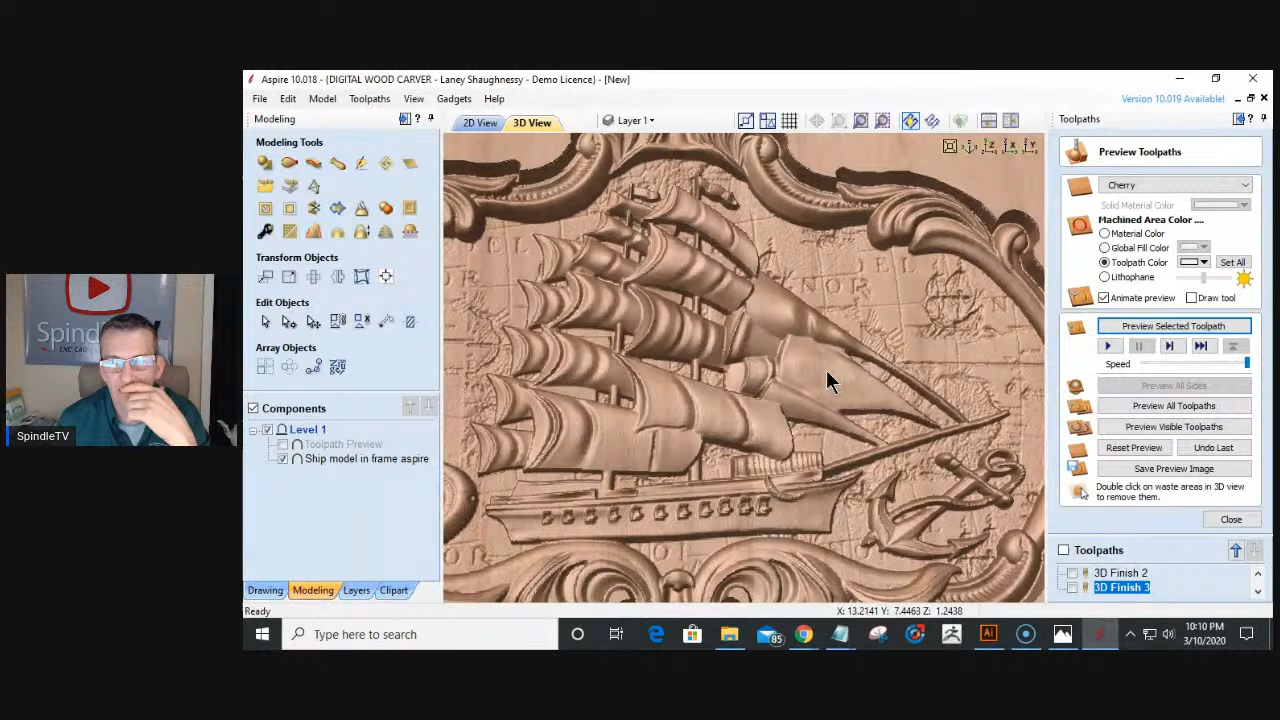 Aspire 10.018 - (DIGITAL WOOD CARVER - Laney Shaughnessy - Demo Licence) - [New]
File Edit Model Toolpaths View Gadgets Help
Version 10.019 Available!
Modeling
2D View
3D View
Layer 1
Toolpaths
Modeling Tools
Transform Objects
Edit Objects
Array Objects
Components
Level 1
Toolpath Preview
Ship model in frame aspire
Drawing
Modeling
Layers
Clipart
Preview Toolpaths
Cherry
Solid Material Color
Machined Area Color ....
Material Color
Global Fill Color
Toolpath Color
Set All
Lithophane
Animate preview
Draw tool
Preview Selected Toolpath
Speed
Preview All Sides
Preview All Toolpaths
Preview Visible Toolpaths
Reset Preview
Undo Last
Save Preview Image
Double click on waste areas in 3D view
to remove them.
Close
Toolpaths
3D Finish 2
3D Finish 3
Ready
X: 13.2141 Y: 7.4463 Z: 1.2438
Type here to search
85
Ai
10:10 PM
3/10/2020
SpindleTV